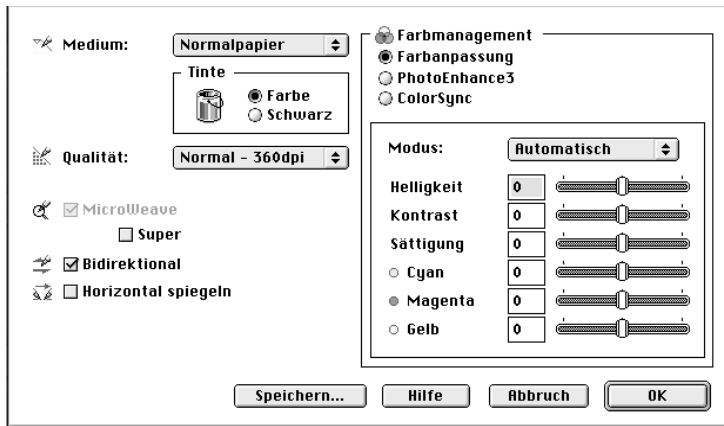 Medium: Normalpapier
Tinte
Farbe
Schwarz
Qualität: Normal - 360dpi
MicroWeave
Super
Bidirektional
Horizontal spiegeln
Farbmanagement
Farbanpassung
PhotoEnhance3
ColorSync
Modus: Automatisch
Helligkeit 0
Kontrast 0
Sättigung 0
Cyan 0
Magenta 0
Gelb 0
Speichern... Hilfe Abbruch OK